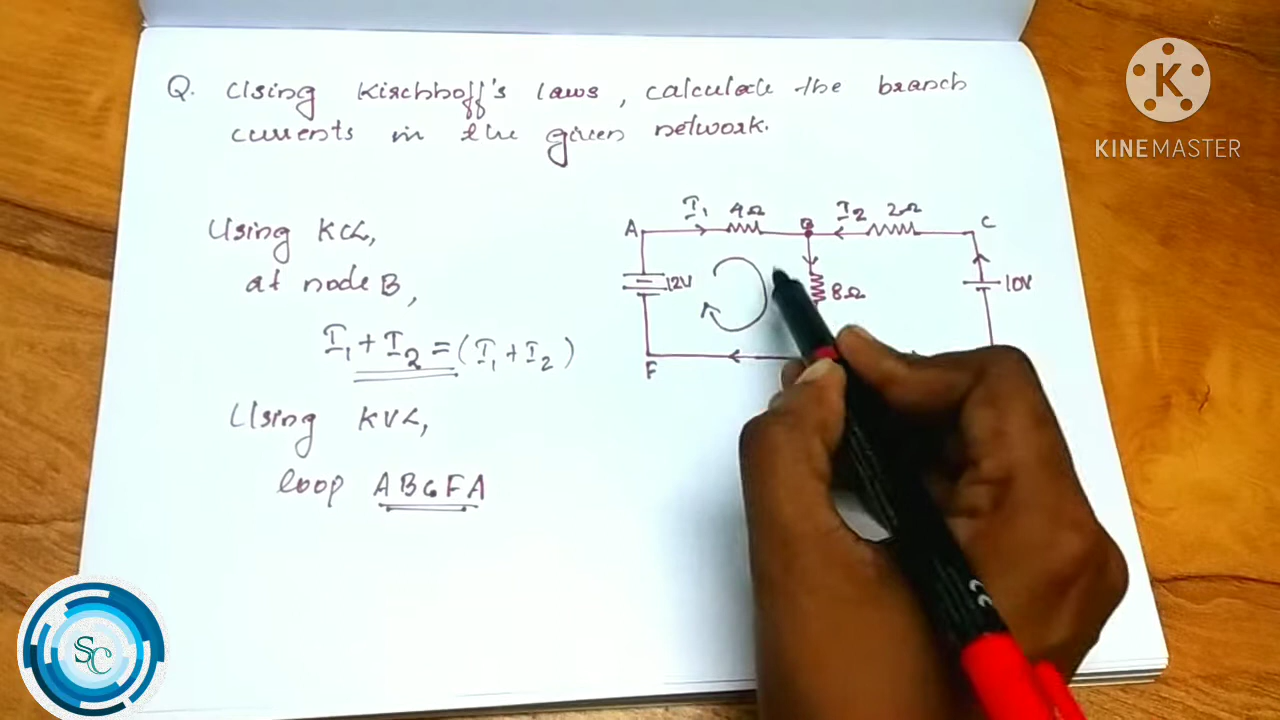 Q. Using Kirchhoff's laws, calculate the branch
currents in the given network.
Using KCL,
at node B,
I₁ + I₂ = (I₁ + I₂)
Using KVL,
loop ABGFA
I₁ 4Ω B I₂ 2Ω
A C
12V 8Ω 10V
F
K
KINEMASTER
SC